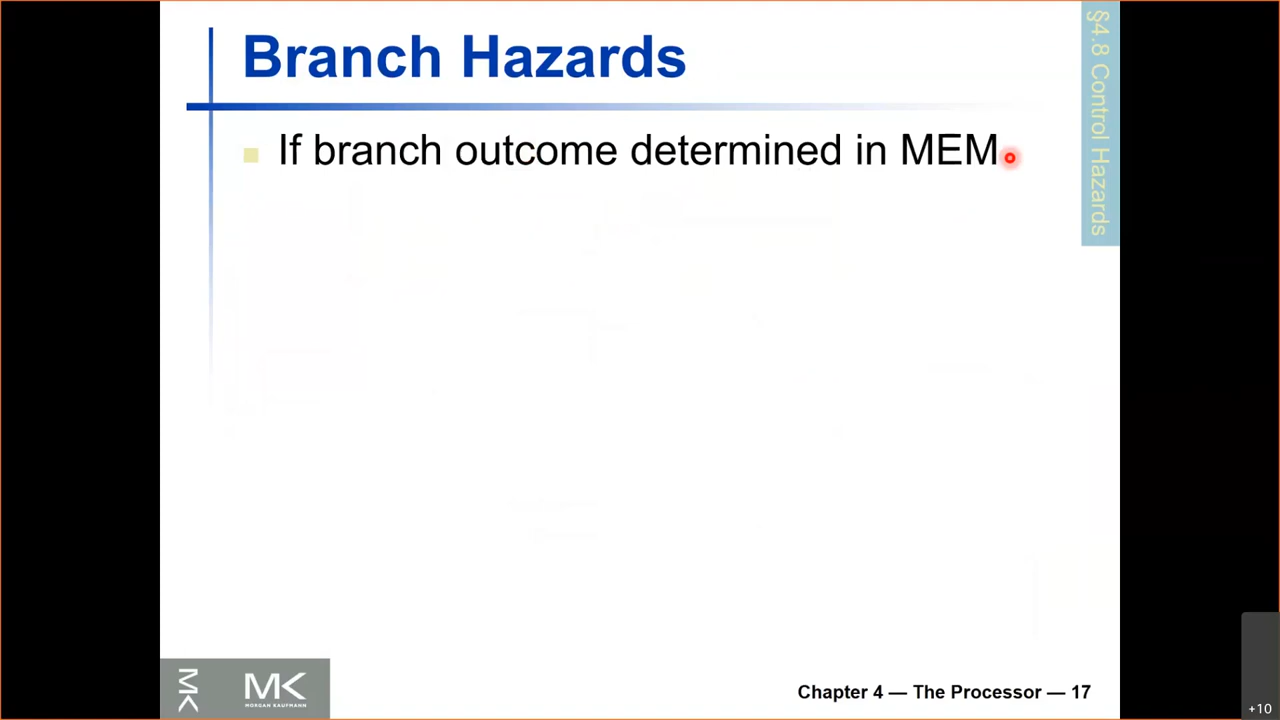 Branch Hazards
§4.8 Control Hazards
If branch outcome determined in MEM
MK
MK
MORGAN KAUFMANN
Chapter 4 — The Processor — 17
+10